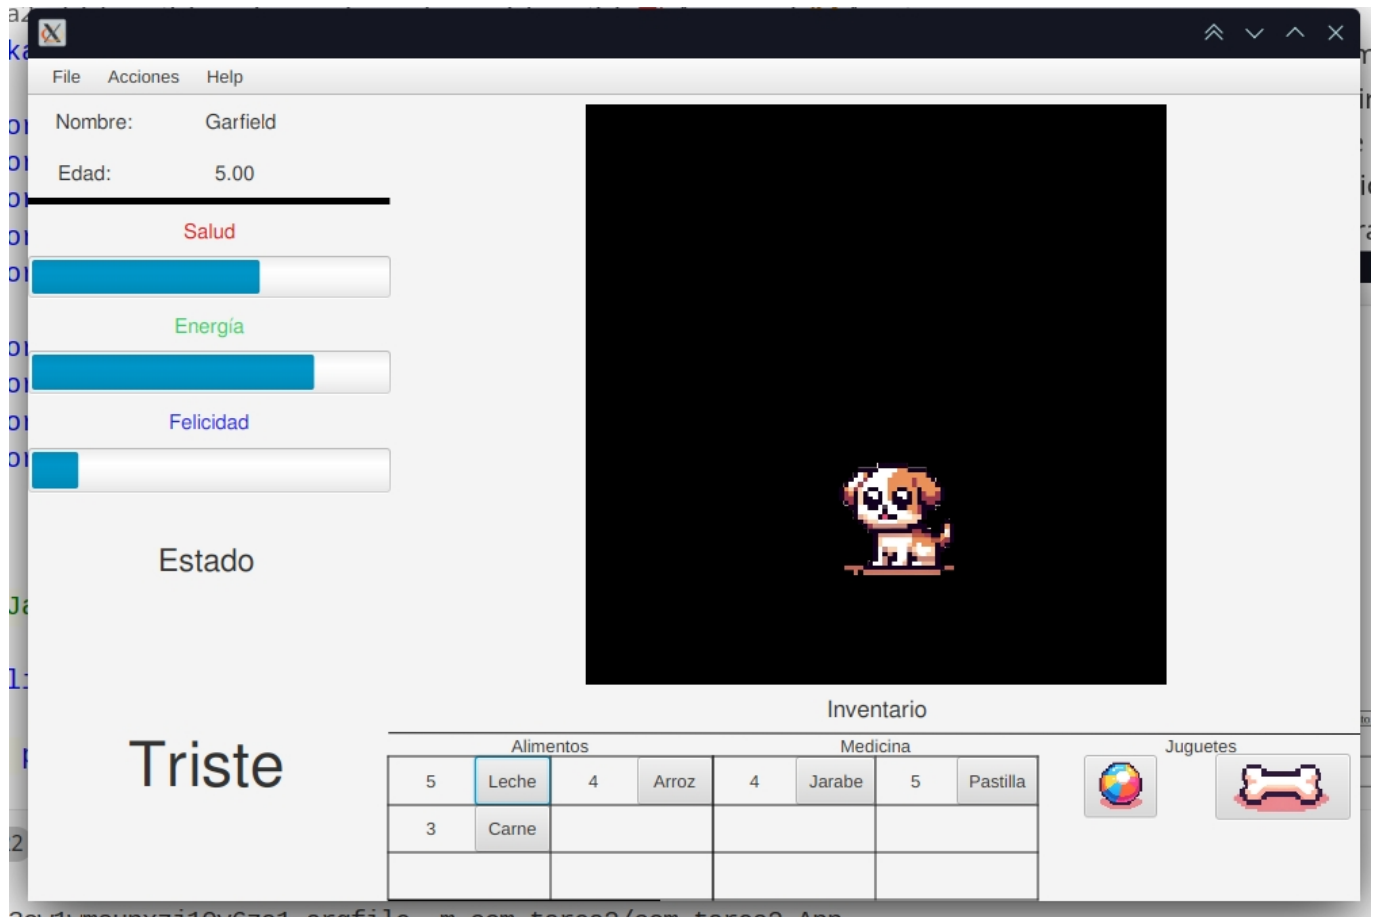 File Acciones Help
Nombre: Garfield
Edad: 5.00
Salud
Energía
Felicidad
Estado
Triste
Inventario
Alimentos Medicina Juguetes
5 Leche 4 Arroz 4 Jarabe 5 Pastilla
3 Carne